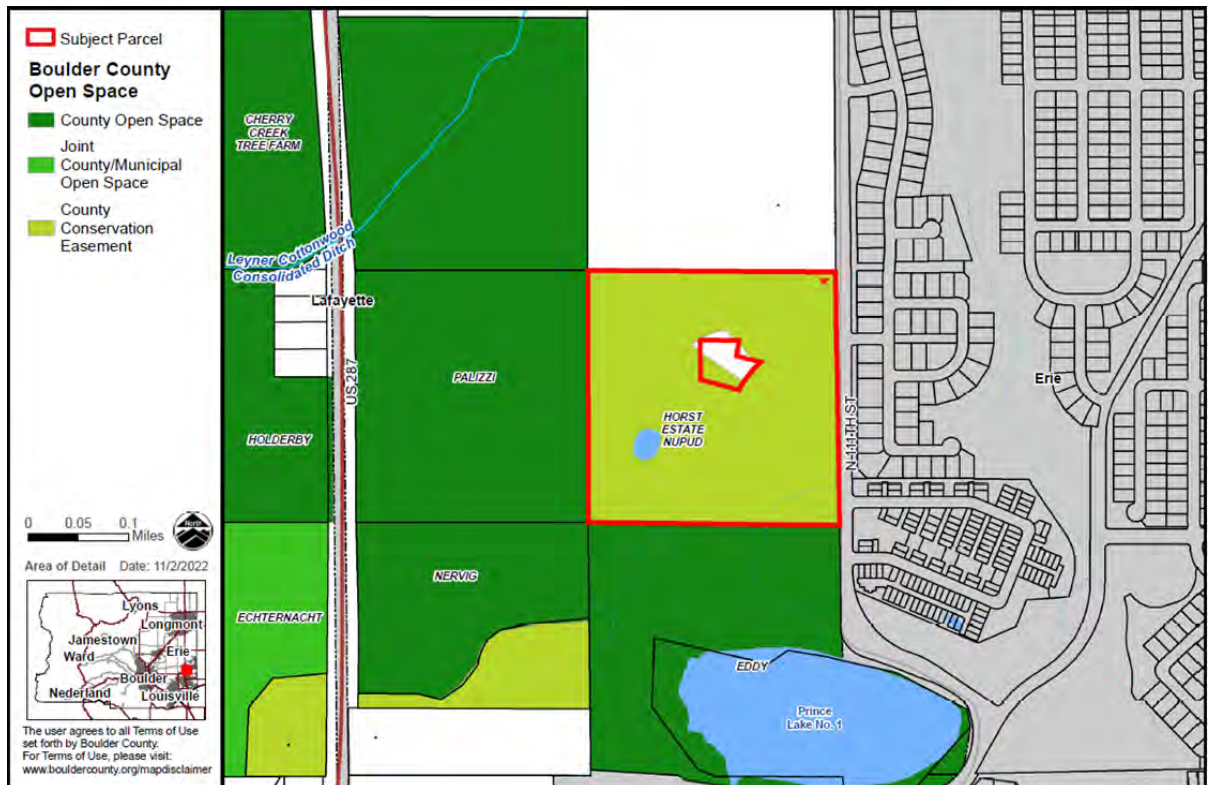 Subject Parcel
Boulder County
Open Space
County Open Space
Joint
County/Municipal
Open Space
County
Conservation
Easement
0 0.05 0.1
Miles
North
Area of Detail Date: 11/2/2022
Lyons
Longmont
Jamestown
Ward
Erie
Boulder
Nederland
Louisville
The user agrees to all Terms of Use
set forth by Boulder County.
For Terms of Use, please visit:
www.bouldercounty.org/mapdisclaimer
CHERRY
CREEK
TREE FARM
Leyner Cottonwood
Consolidated Ditch
Lafayette
US 287
PALIZZI
HOLDERBY
HORST
ESTATE
NUPUD
N 111TH ST
Erie
NERVIG
ECHTERNACHT
EDDY
Prince
Lake No. 1